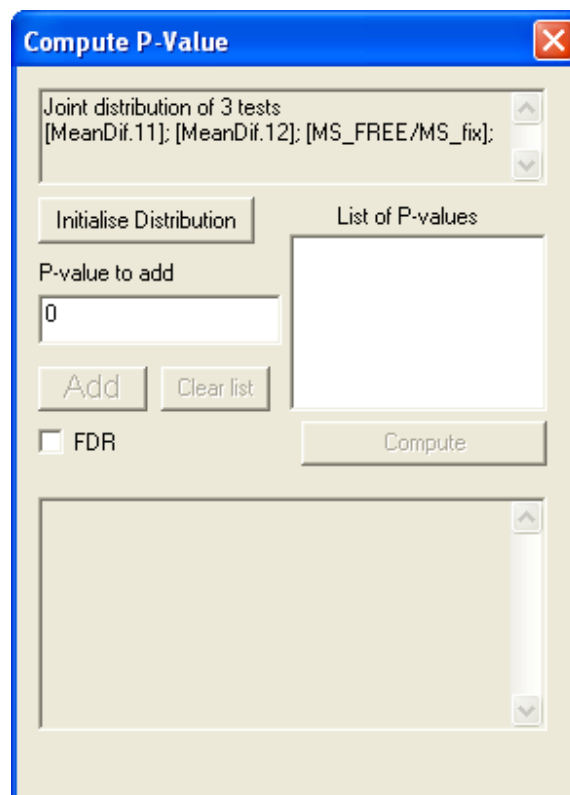 Compute P-Value
Joint distribution of 3 tests
[MeanDif.11]; [MeanDif.12]; [MS_FREE/MS_fix];
Initialise Distribution
List of P-values
P-value to add
0
Add
Clear list
FDR
Compute